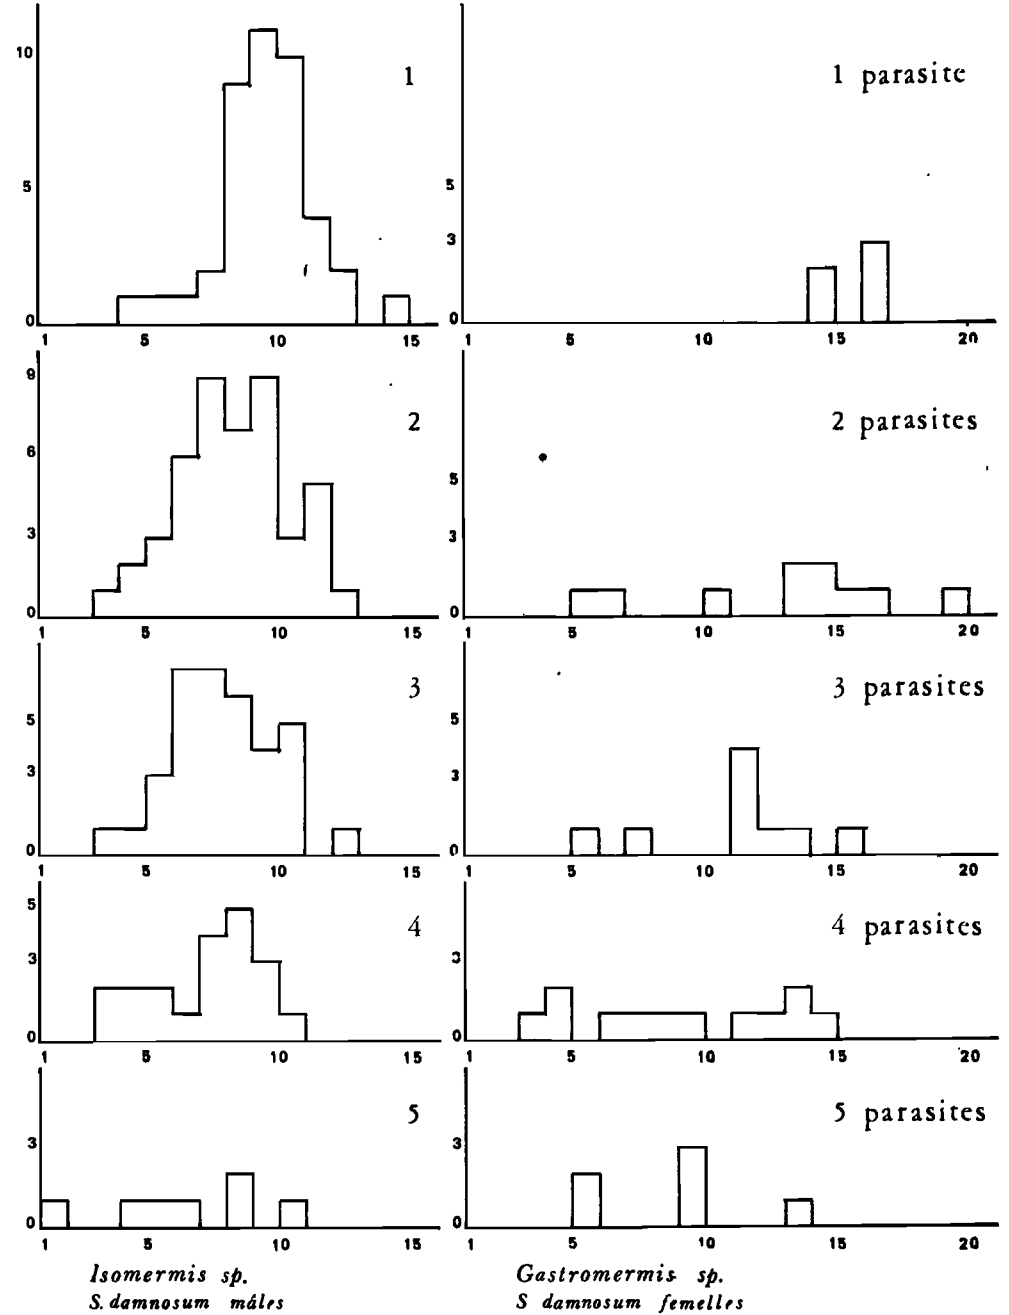 10
1
5
0
1 5 10 15
1 parasite
5
3
0
1 5 10 15 20
9
2
6
3
0
1 5 10 15
2 parasites
5
3
0
1 5 10 15 20
3
5
3
0
1 5 10 15
3 parasites
5
3
0
1 5 10 15 20
5
4
3
0
1 5 10 15
4 parasites
3
0
1 5 10 15 20
5
3
0
1 5 10 15
5 parasites
3
0
1 5 10 15 20
Isomermis sp.
S. damnosum mâles
Gastromermis sp.
S damnosum femelles